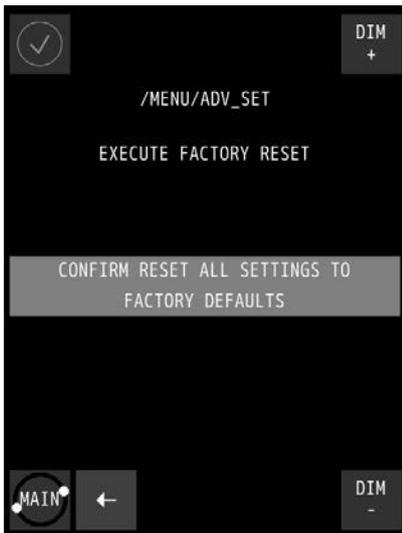 DIM
+
/MENU/ADV_SET
EXECUTE FACTORY RESET
CONFIRM RESET ALL SETTINGS TO
FACTORY DEFAULTS
MAIN
DIM
-